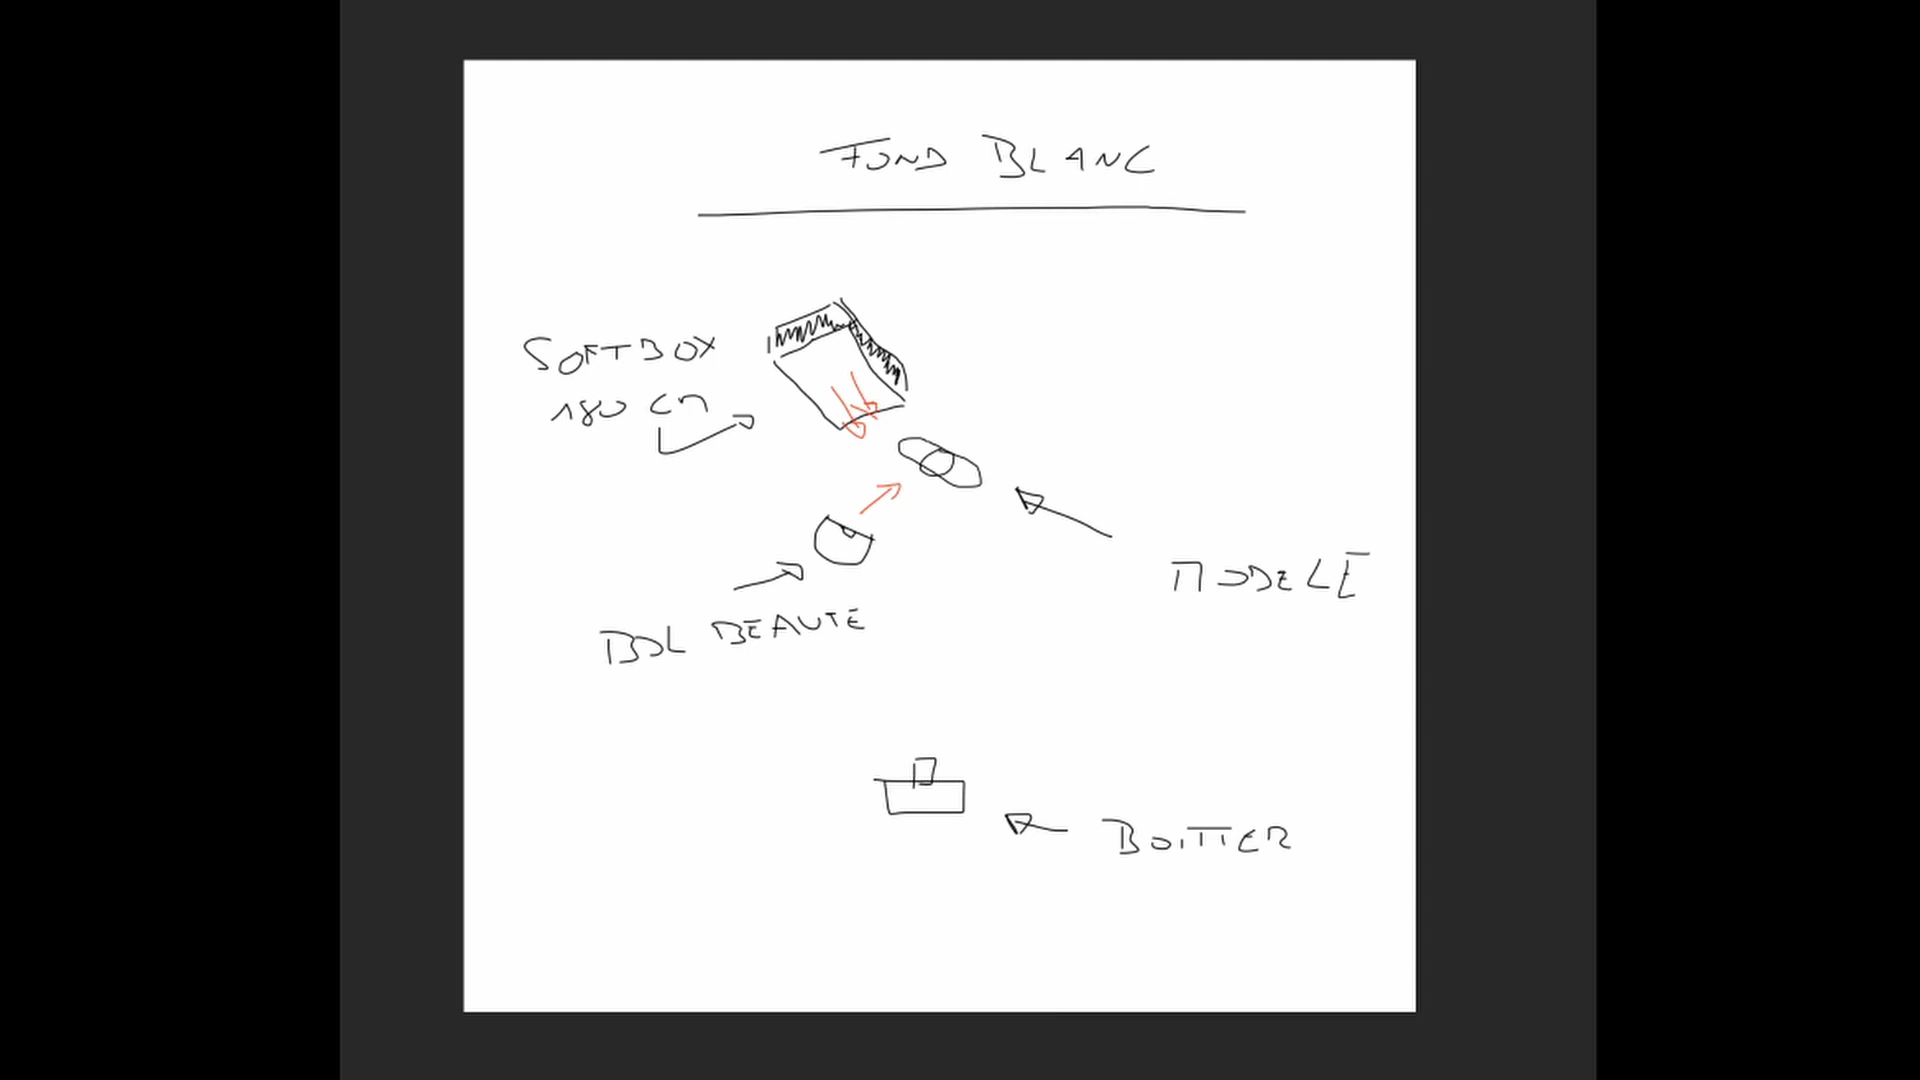 FOND BLANC
SOFTBOX
180 CM
MODELE
BOL BEAUTE
BOITIER